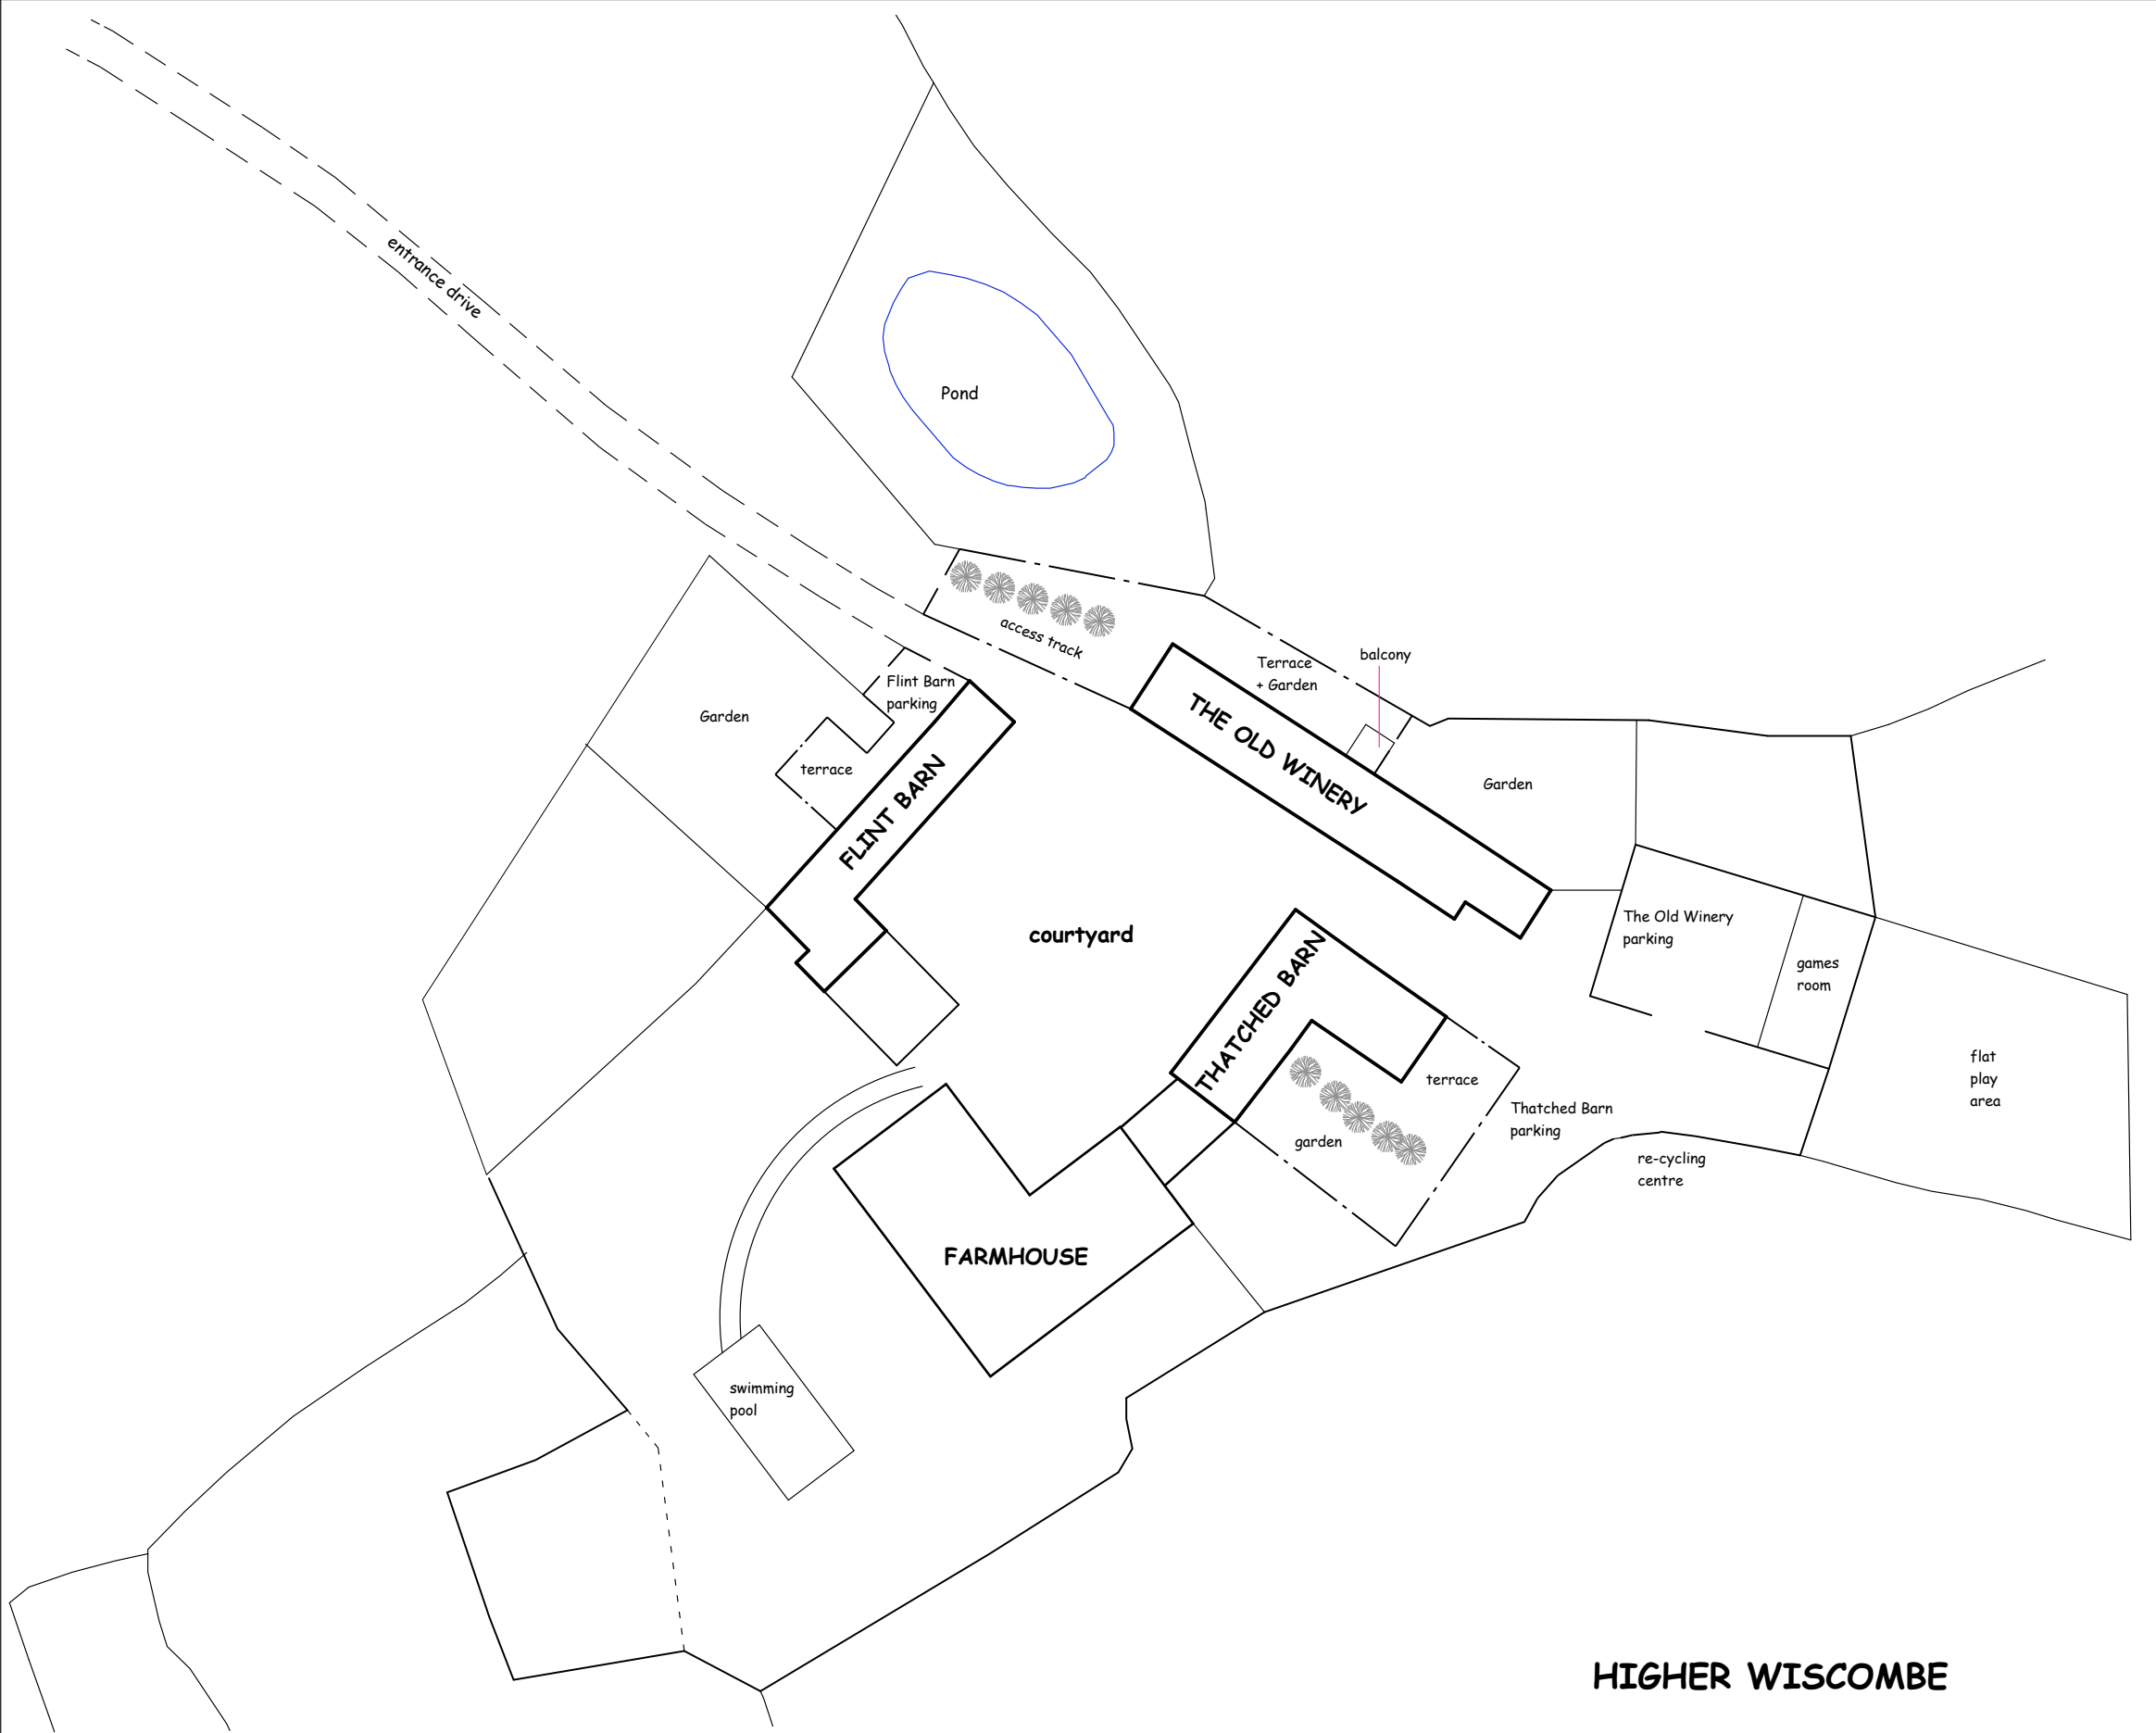 entrance drive
Pond
access track
Terrace
+ Garden
balcony
Flint Barn
parking
Garden
terrace
FLINT BARN
THE OLD WINERY
Garden
courtyard
The Old Winery
parking
games
room
THATCHED BARN
terrace
garden
Thatched Barn
parking
flat
play
area
re-cycling
centre
FARMHOUSE
swimming
pool
HIGHER WISCOMBE